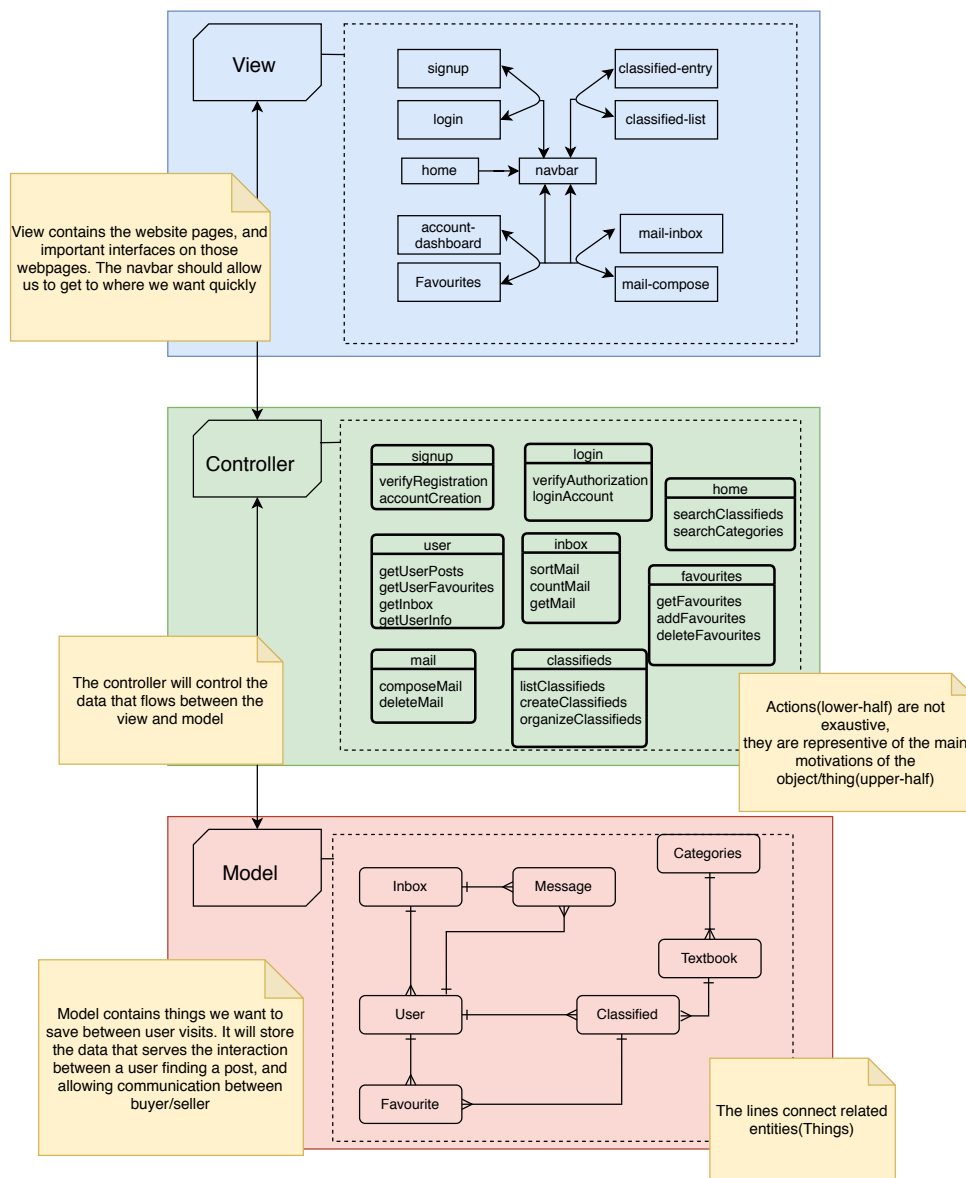 View
signup
login
home
navbar
classified-entry
classified-list
account-
dashboard
Favourites
mail-inbox
mail-compose
View contains the website pages, and
important interfaces on those
webpages. The navbar should allow
us to get to where we want quickly
Controller
signup
verifyRegistration
accountCreation
login
verifyAuthorization
loginAccount
home
searchClassifieds
searchCategories
user
getUserPosts
getUserFavourites
getInbox
getUserInfo
inbox
sortMail
countMail
getMail
favourites
getFavourites
addFavourites
deleteFavourites
mail
composeMail
deleteMail
classifieds
listClassifieds
createClassifieds
organizeClassifieds
The controller will control the
data that flows between the
view and model
Actions(lower-half) are not
exaustive,
they are representive of the main
motivations of the
object/thing(upper-half)
Model
Categories
Inbox
Message
Textbook
User
Classified
Favourite
Model contains things we want to
save between user visits. It will store
the data that serves the interaction
between a user finding a post, and
allowing communication between
buyer/seller
The lines connect related
entities(Things)